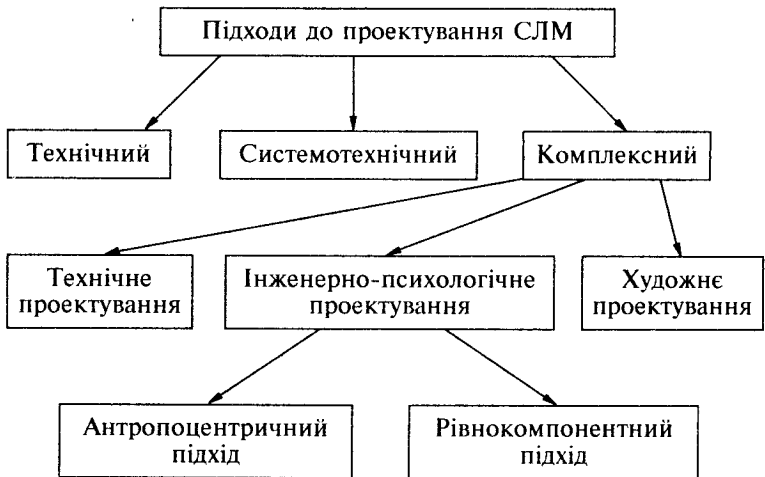 Підходи до проектування СЛМ
Технічний
Системотехнічний
Комплексний
Технічне
проектування
Інженерно-психологічне
проектування
Художнє
проектування
Антропоцентричний
підхід
Рівнокомпонентний
підхід